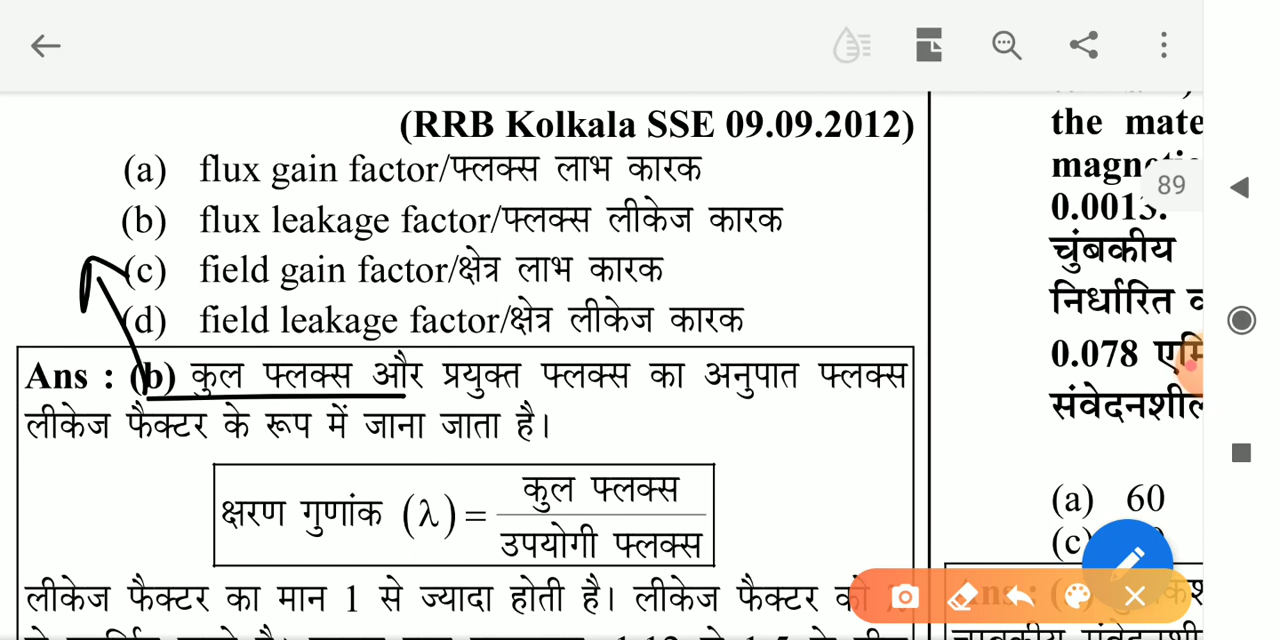 (RRB Kolkala SSE 09.09.2012)
(a) flux gain factor/फ्लक्स लाभ कारक
(b) flux leakage factor/फ्लक्स लीकेज कारक
(c) field gain factor/क्षेत्र लाभ कारक
(d) field leakage factor/क्षेत्र लीकेज कारक
Ans : (b) कुल फ्लक्स और प्रयुक्त फ्लक्स का अनुपात फ्लक्स
लीकेज फैक्टर के रूप में जाना जाता है।
क्षरण गुणांक (λ) = कुल फ्लक्स
उपयोगी फ्लक्स
लीकेज फैक्टर का मान 1 से ज्यादा होती है। लीकेज फैक्टर को
the mate
89
0.0013.
चुंबकीय
निर्धारित
0.078
संवेदनशील
(a) 60
(c)